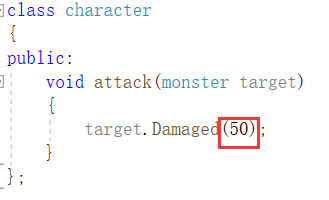 class character
{
public:
void attack(monster target)
{
target.Damaged(50);
}
};